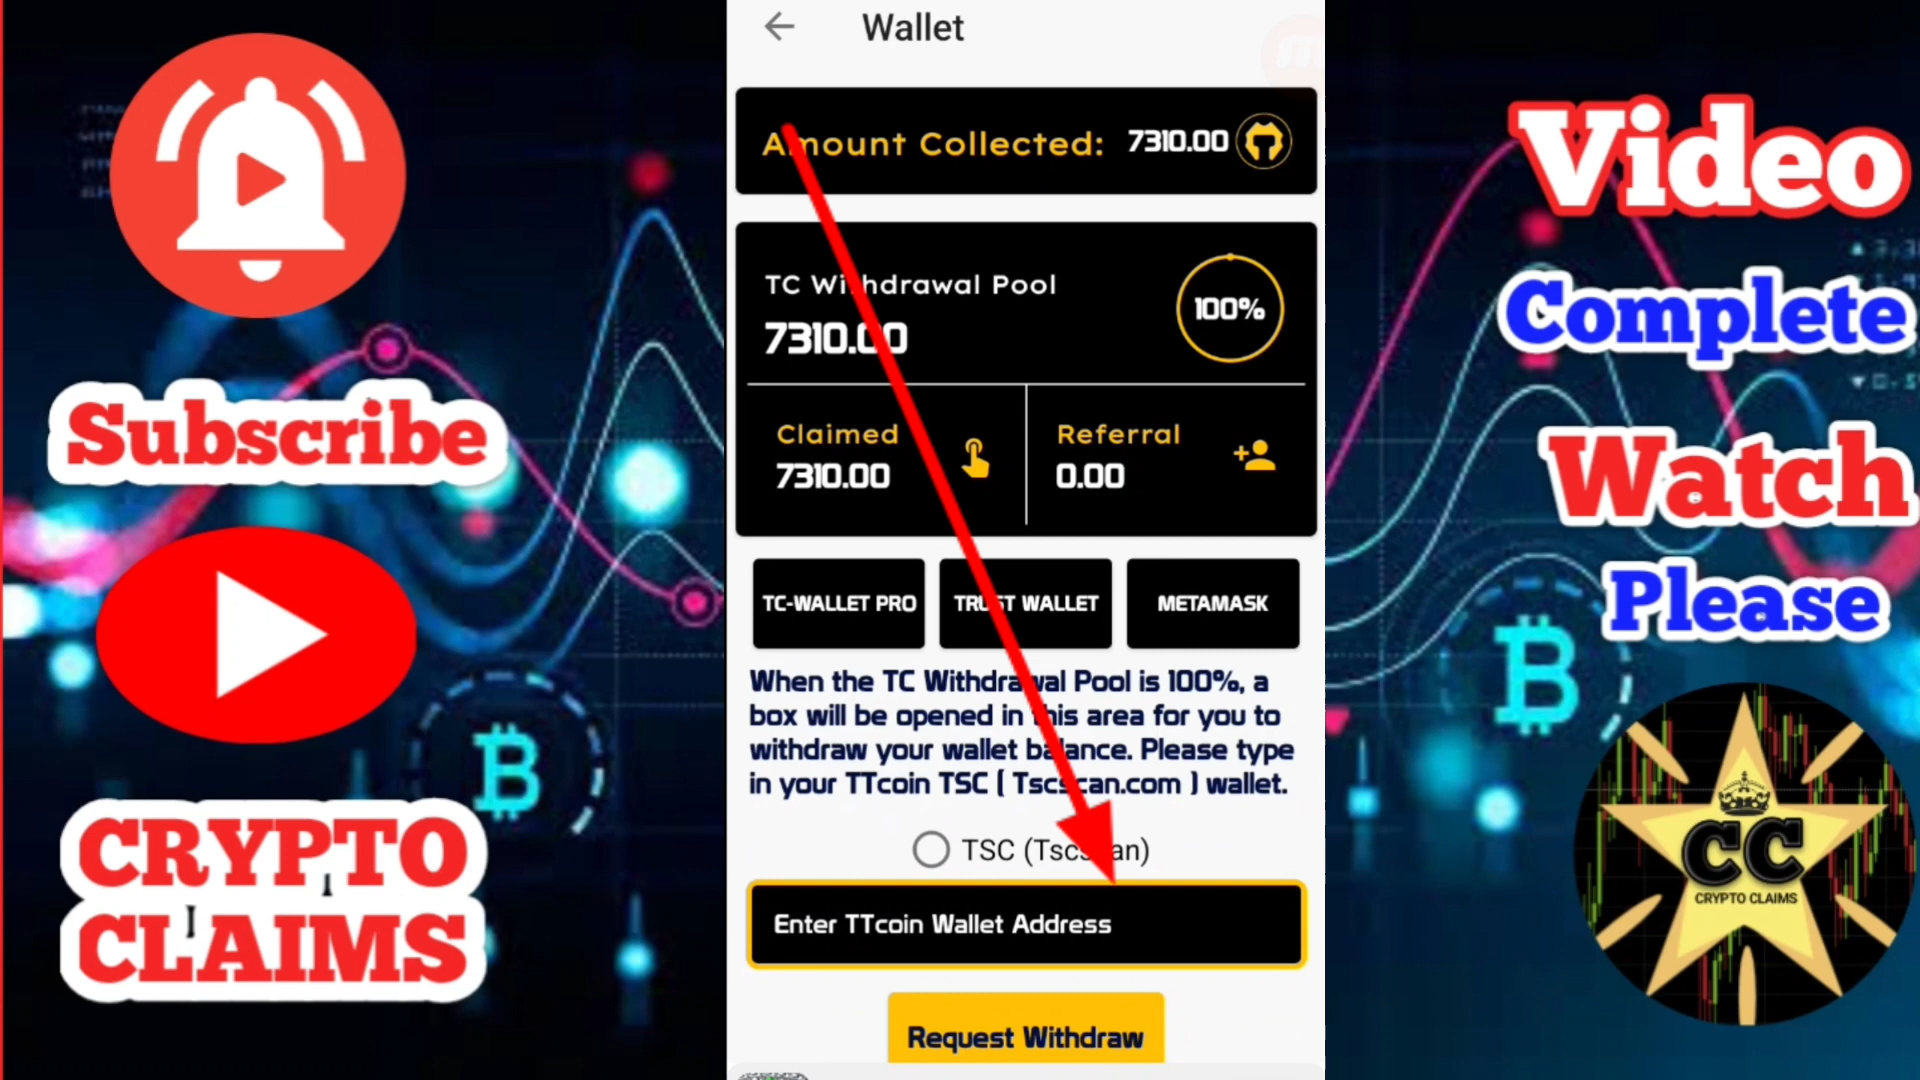 Subscribe
CRYPTO
CLAIMS
Wallet
Amount Collected: 7310.00
TC Withdrawal Pool
7310.00
100%
Claimed
7310.00
Referral
0.00
TC-WALLET PRO
TRUST WALLET
METAMASK
When the TC Withdrawal Pool is 100%, a
box will be opened in this area for you to
withdraw your wallet balance. Please type
in your TTcoin TSC ( Tscscan.com ) wallet.
TSC (Tscscan)
Enter TTcoin Wallet Address
Request Withdraw
Video
Complete
Watch
Please
CC
CRYPTO CLAIMS